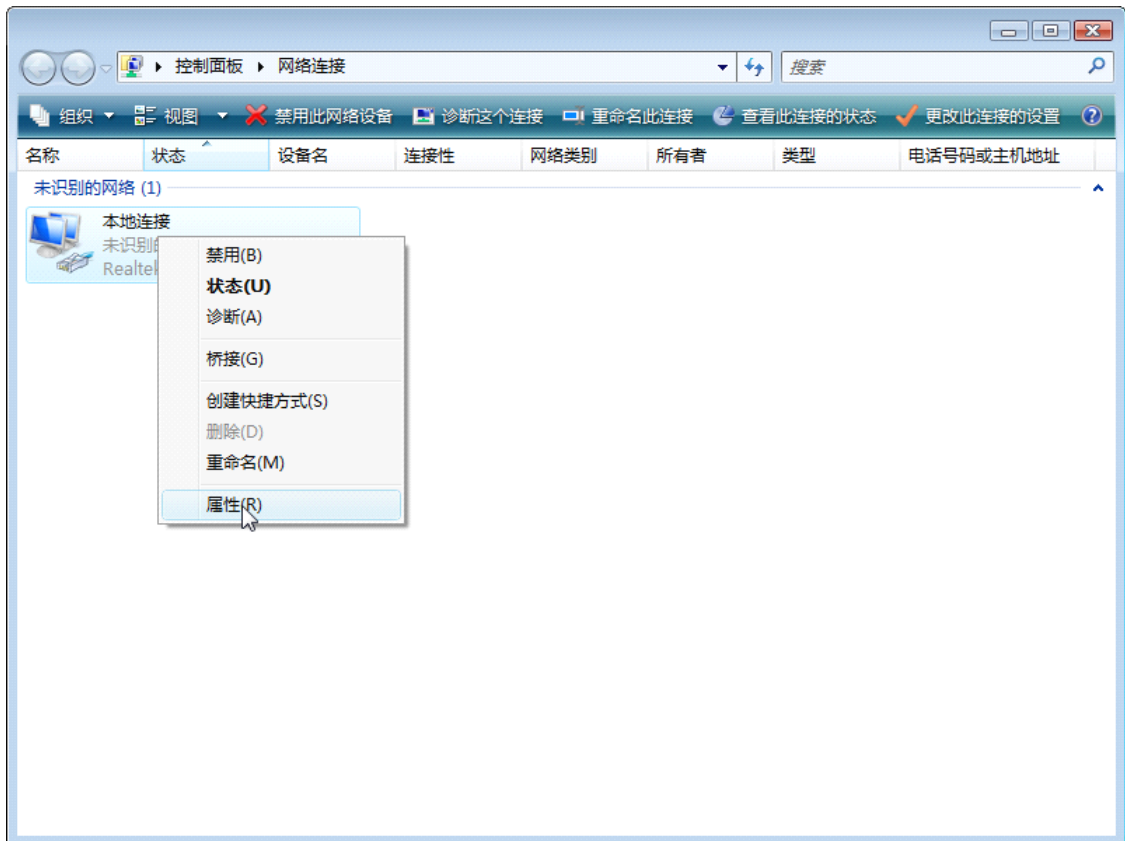 控制面板 网络连接 搜索
组织 视图 禁用此网络设备 诊断这个连接 重命名此连接 查看此连接的状态 更改此连接的设置
名称 状态 设备名 连接性 网络类别 所有者 类型 电话号码或主机地址
未识别的网络 (1)
本地连接
未识别
Realtek
禁用(B)
状态(U)
诊断(A)
桥接(G)
创建快捷方式(S)
删除(D)
重命名(M)
属性(R)